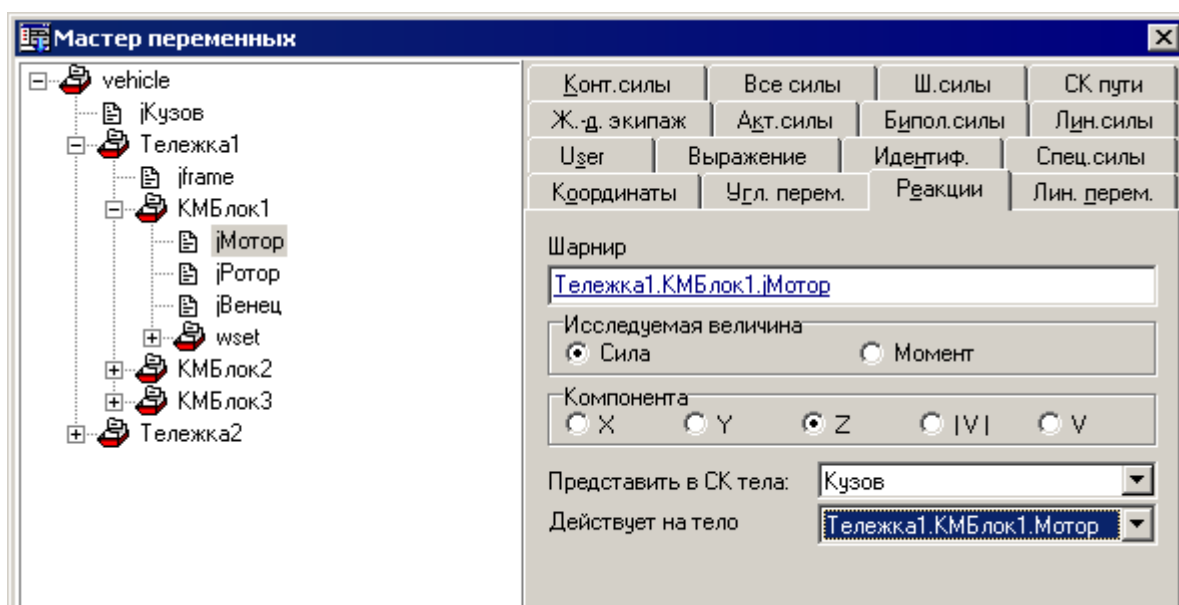 Мастер переменных
vehicle
jКузов
Тележка1
jframe
КМБлок1
jМотор
jРотор
jВенец
wset
КМБлок2
КМБлок3
Тележка2
Конт.силы Все силы Ш.силы СК пути
Ж.-д. экипаж Акт.силы Бипол.силы Лин.силы
User Выражение Идентиф. Спец.силы
Координаты Угл. перем. Реакции Лин. перем.
Шарнир
Тележка1.КМБлок1.jМотор
Исследуемая величина
Сила Момент
Компонента
X Y Z |V| V
Представить в СК тела: Кузов
Действует на тело Тележка1.КМБлок1.Мотор